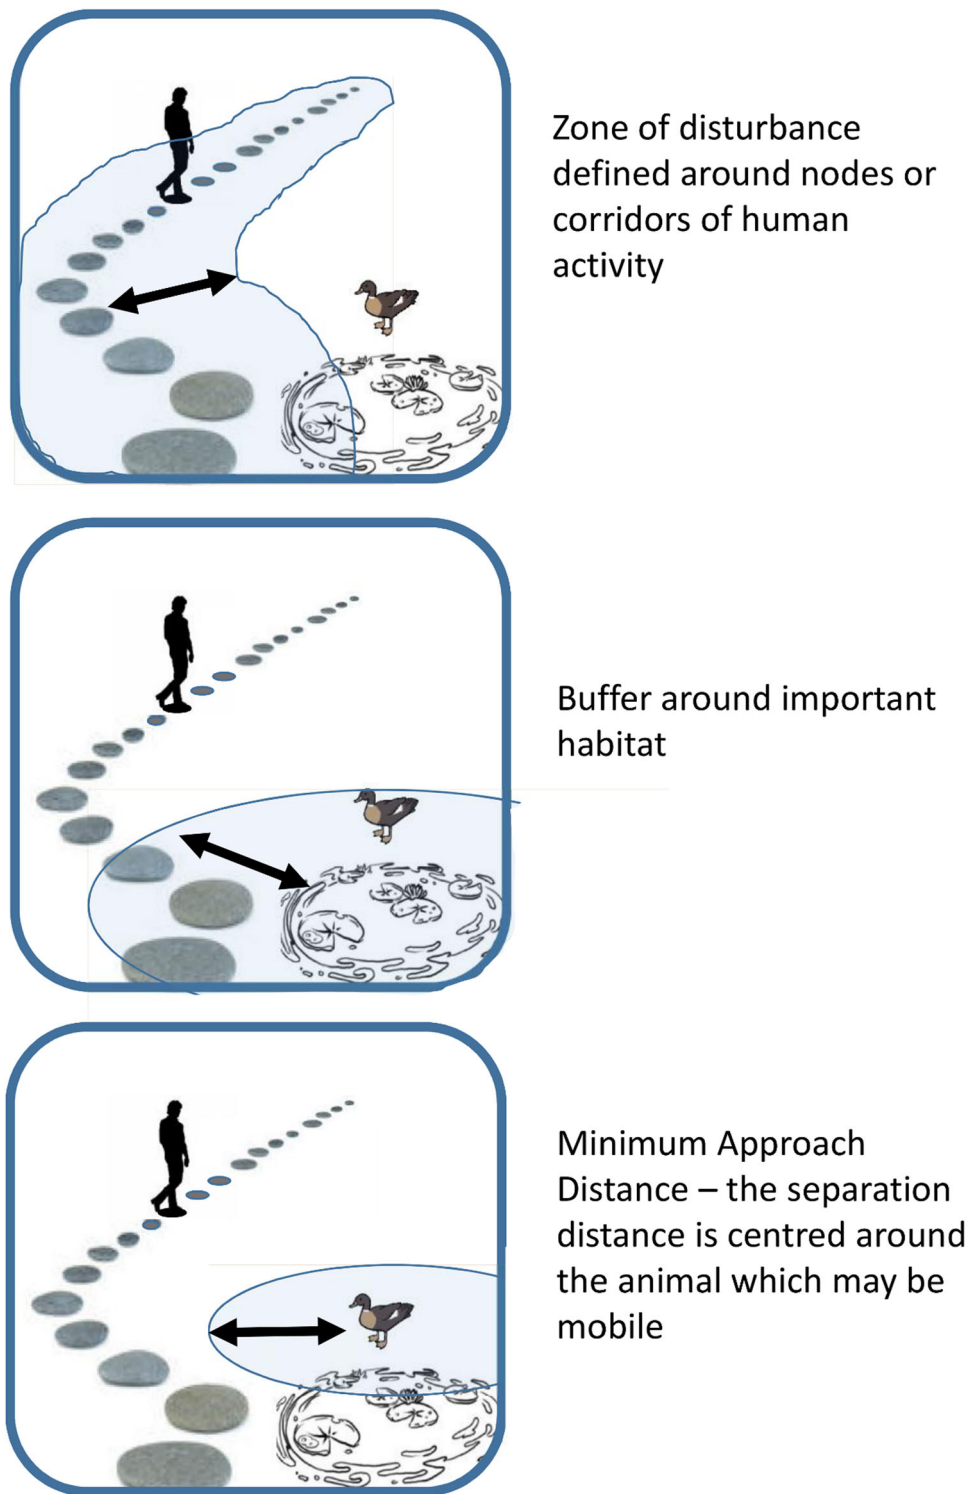 Zone of disturbance
defined around nodes or
corridors of human
activity
Buffer around important
habitat
Minimum Approach
Distance – the separation
distance is centred around
the animal which may be
mobile